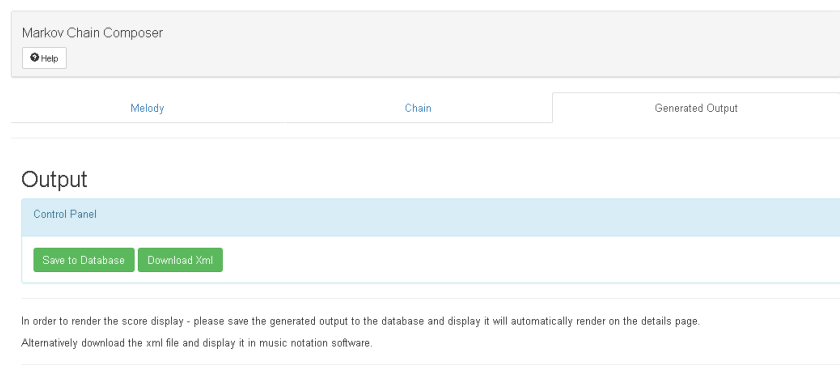 Markov Chain Composer
Help
Melody Chain Generated Output
Output
Control Panel
Save to Database Download Xml
In order to render the score display - please save the generated output to the database and display it will automatically render on the details page.
Alternatively download the xml file and display it in music notation software.